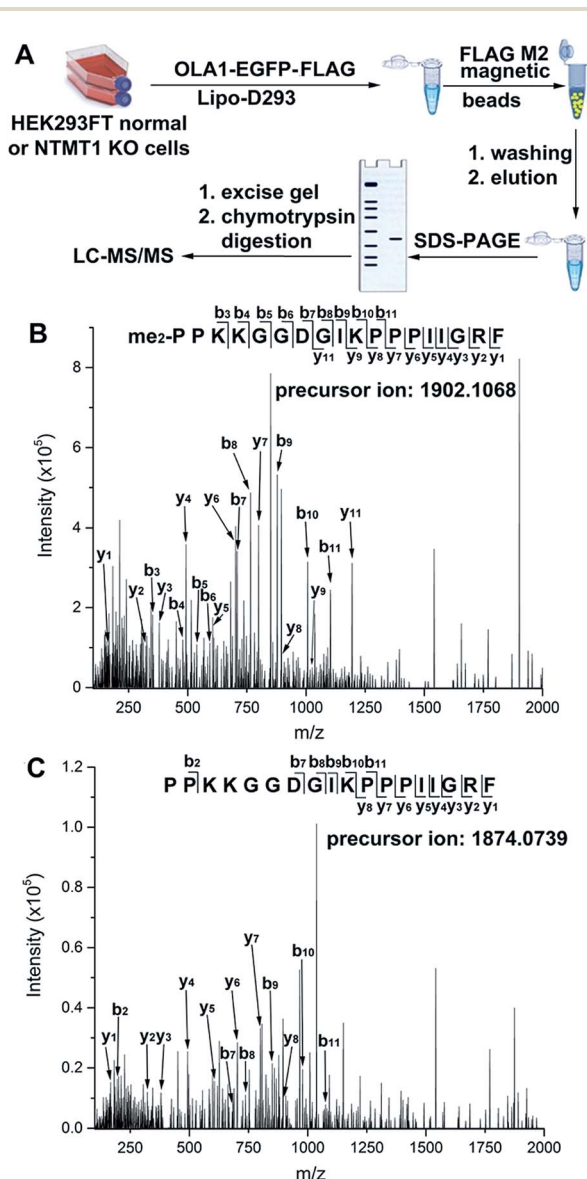 A
OLA1-EGFP-FLAG
Lipo-D293
FLAG M2
magnetic
beads
HEK293FT normal
or NTMT1 KO cells
1. washing
2. elution
1. excise gel
2. chymotrypsin
digestion
LC-MS/MS
SDS-PAGE
B
b3 b4 b5 b6 b7 b8 b9 b10 b11
me2-P P K K G G D G I K P P P I I G R F
y11 y9 y8 y7 y6 y5 y4 y3 y2 y1
precursor ion: 1902.1068
Intensity (x10^5)
8
6
4
2
0
y1
y2
b3
y3
b4
y4
b5
b6
y5
y6
b7
b8
y7
b9
y8
b10
y9
b11
y11
250 500 750 1000 1250 1500 1750 2000
m/z
C
b2 b7 b8 b9 b10 b11
P P K K G G D G I K P P P I I G R F
y8 y7 y6 y5 y4 y3 y2 y1
precursor ion: 1874.0739
Intensity (x10^5)
1.2
1.0
0.8
0.6
0.4
0.2
0.0
y1
b2
y2
y3
y4
y5
y6
b7
b8
y7
b9
y8
b10
b11
250 500 750 1000 1250 1500 1750 2000
m/z